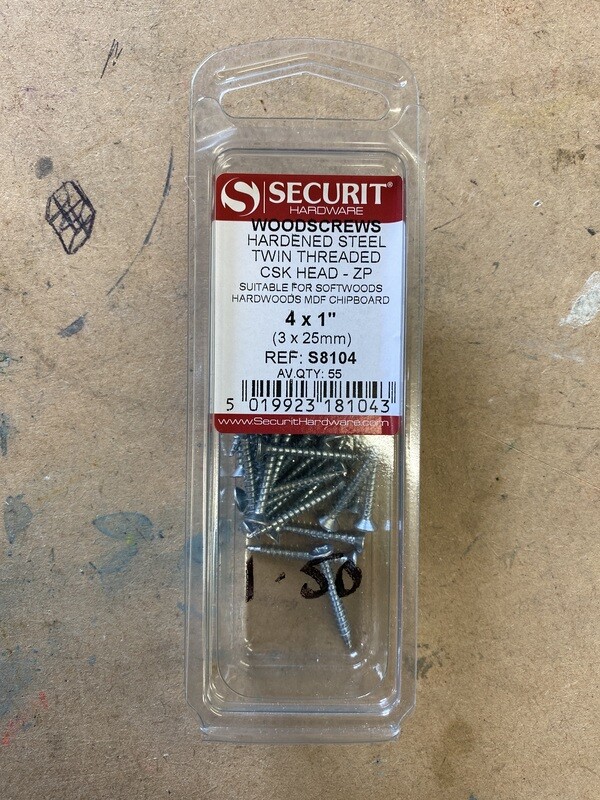 SECURIT®
HARDWARE
WOODSCREWS
HARDENED STEEL
TWIN THREADED
CSK HEAD - ZP
SUITABLE FOR SOFTWOODS
HARDWOODS MDF CHIPBOARD
4 x 1"
(3 x 25mm)
REF: S8104
AV.QTY: 55
5 019923 181043
www.SecuritHardware.com
1.50